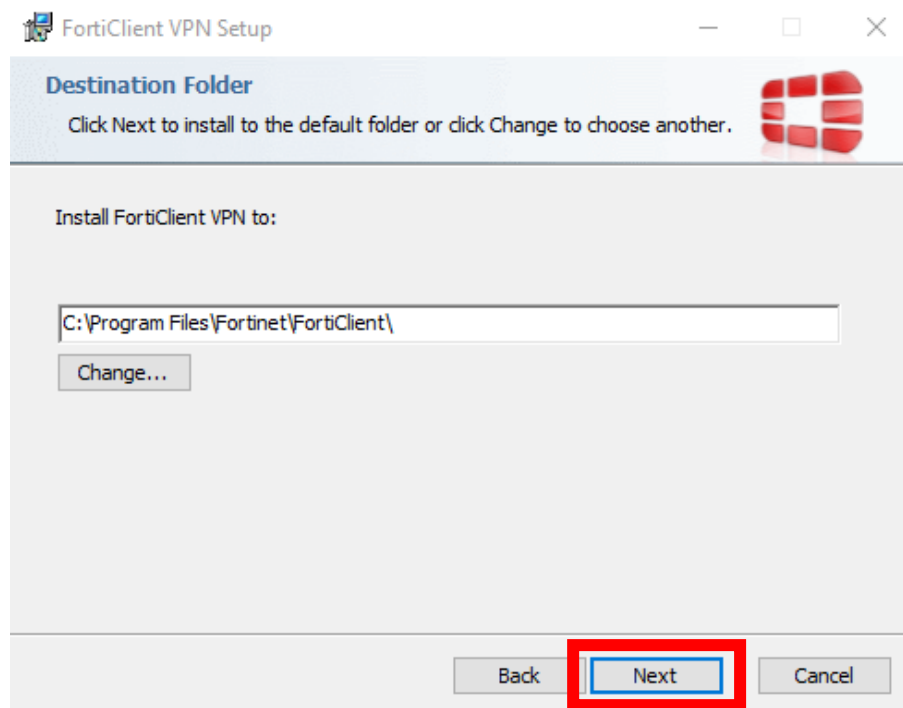 FortiClient VPN Setup
Destination Folder
Click Next to install to the default folder or click Change to choose another.
Install FortiClient VPN to:
C:\Program Files\Fortinet\FortiClient\
Change...
Back Next Cancel